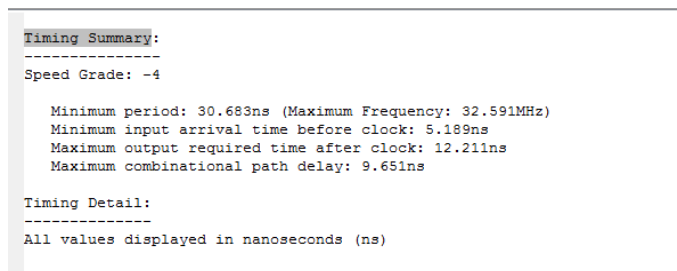 Timing Summary:
---------------
Speed Grade: -4
Minimum period: 30.683ns (Maximum Frequency: 32.591MHz)
Minimum input arrival time before clock: 5.189ns
Maximum output required time after clock: 12.211ns
Maximum combinational path delay: 9.651ns
Timing Detail:
--------------
All values displayed in nanoseconds (ns)